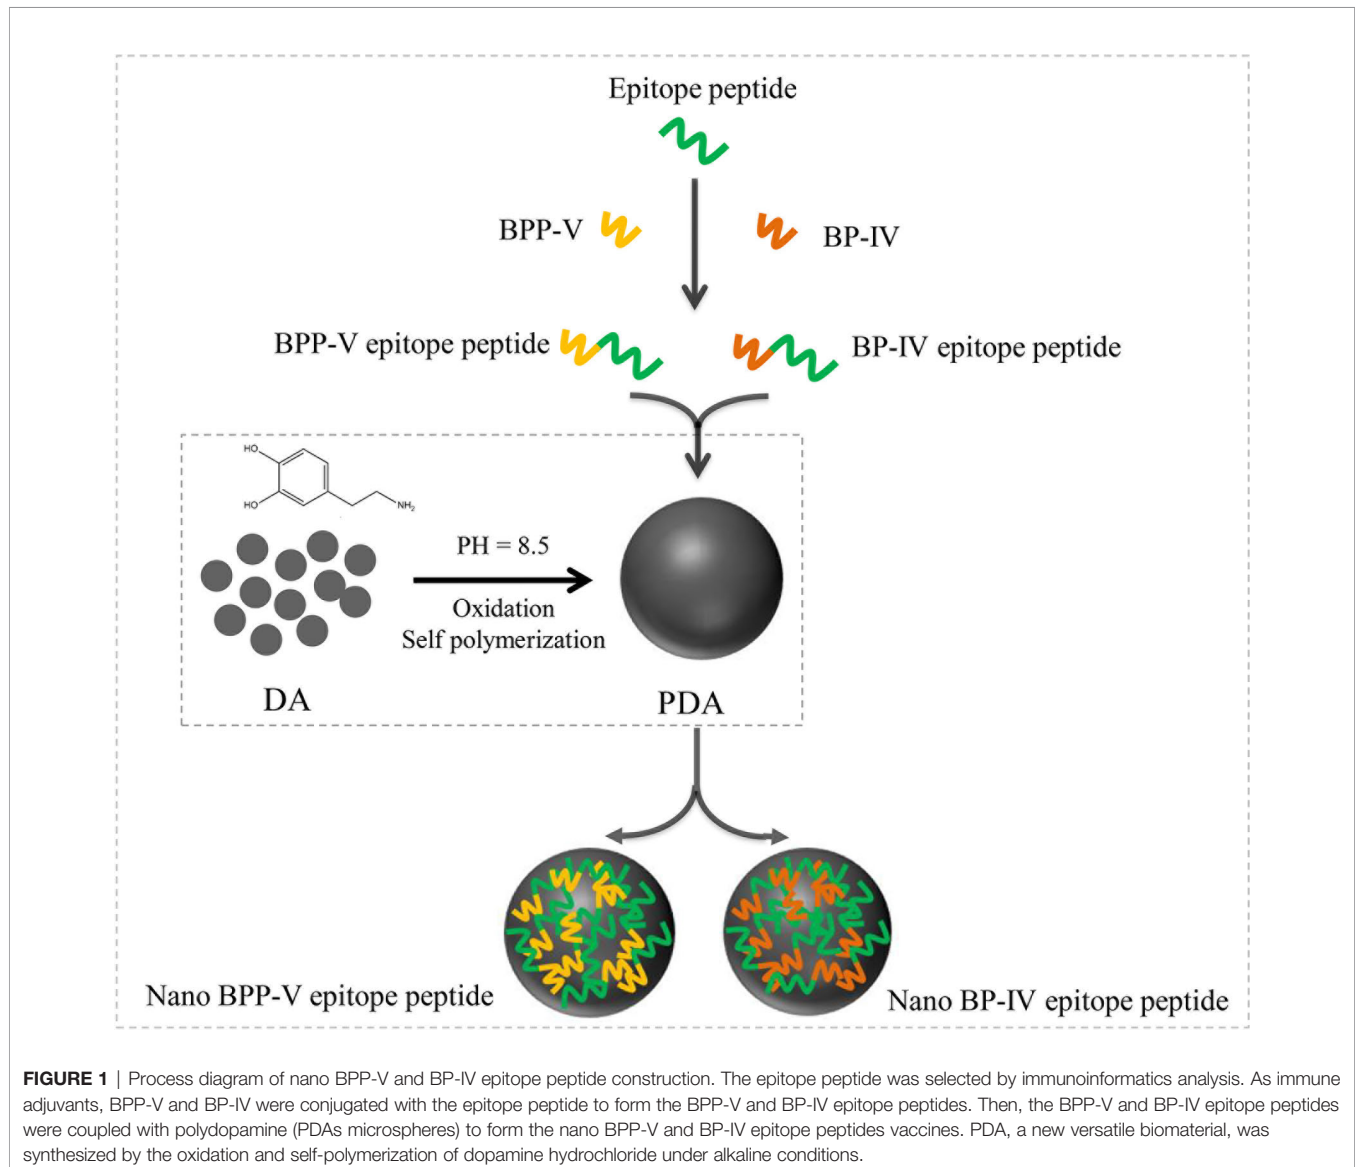 Epitope peptide
BPP-V
BP-IV
BPP-V epitope peptide
BP-IV epitope peptide
HO
HO
NH₂
PH = 8.5
Oxidation
Self polymerization
DA
PDA
Nano BPP-V epitope peptide
Nano BP-IV epitope peptide
FIGURE 1 | Process diagram of nano BPP-V and BP-IV epitope peptide construction. The epitope peptide was selected by immunoinformatics analysis. As immune
adjuvants, BPP-V and BP-IV were conjugated with the epitope peptide to form the BPP-V and BP-IV epitope peptides. Then, the BPP-V and BP-IV epitope peptides
were coupled with polydopamine (PDAs microspheres) to form the nano BPP-V and BP-IV epitope peptides vaccines. PDA, a new versatile biomaterial, was
synthesized by the oxidation and self-polymerization of dopamine hydrochloride under alkaline conditions.